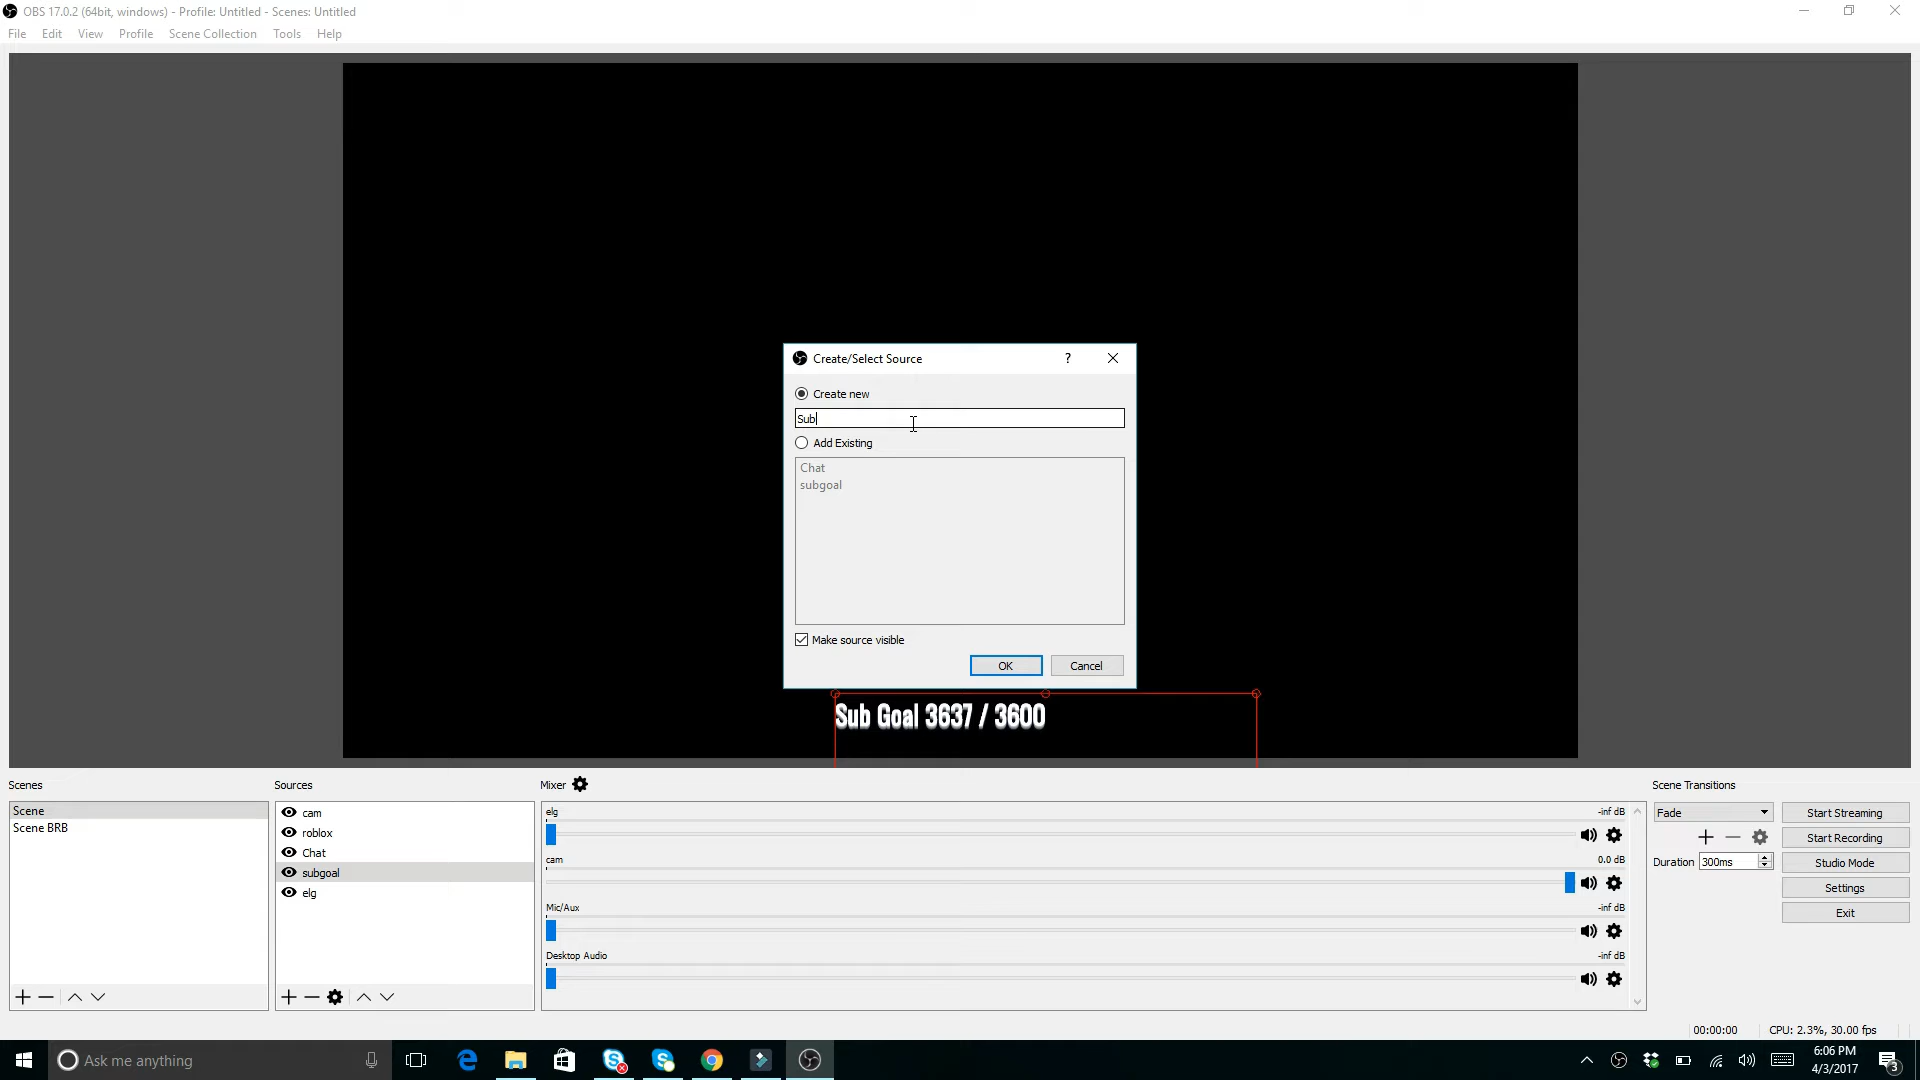 OBS 17.0.2 (64bit, windows) - Profile: Untitled - Scenes: Untitled
File Edit View Profile Scene Collection Tools Help
Create/Select Source ?
Create new
Sub
Add Existing
Chat
subgoal
Make source visible
OK Cancel
Sub Goal 3637 / 3600
Scenes
Scene
Scene BRB
Sources
cam
roblox
Chat
subgoal
elg
Mixer
elg -inf dB
cam 0.0 dB
Mic/Aux -inf dB
Desktop Audio -inf dB
Scene Transitions
Fade
Duration 300ms
Start Streaming
Start Recording
Studio Mode
Settings
Exit
00:00:00 CPU: 2.3%, 30.00 fps
Ask me anything
6:06 PM
4/3/2017
3